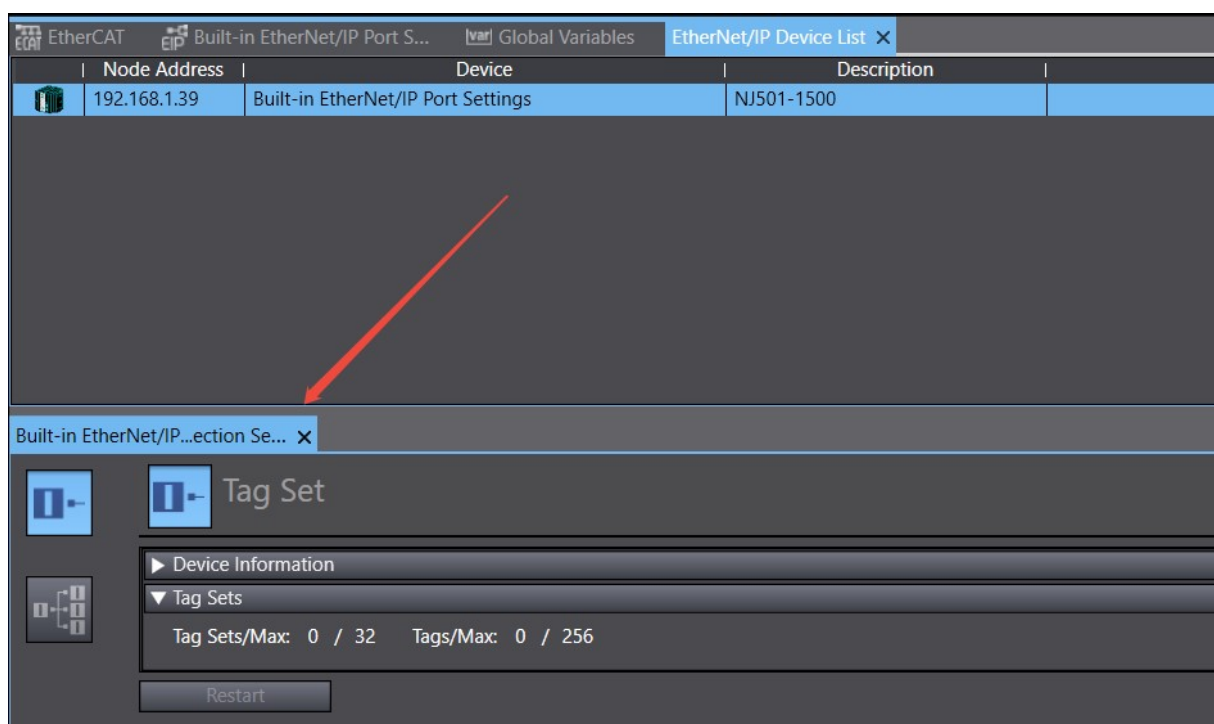 EtherCAT EIP Built-in EtherNet/IP Port S... var Global Variables EtherNet/IP Device List ×
Node Address Device Description
192.168.1.39 Built-in EtherNet/IP Port Settings NJ501-1500
Built-in EtherNet/IP...ection Se... ×
Tag Set
Device Information
Tag Sets
Tag Sets/Max: 0 / 32 Tags/Max: 0 / 256
Restart